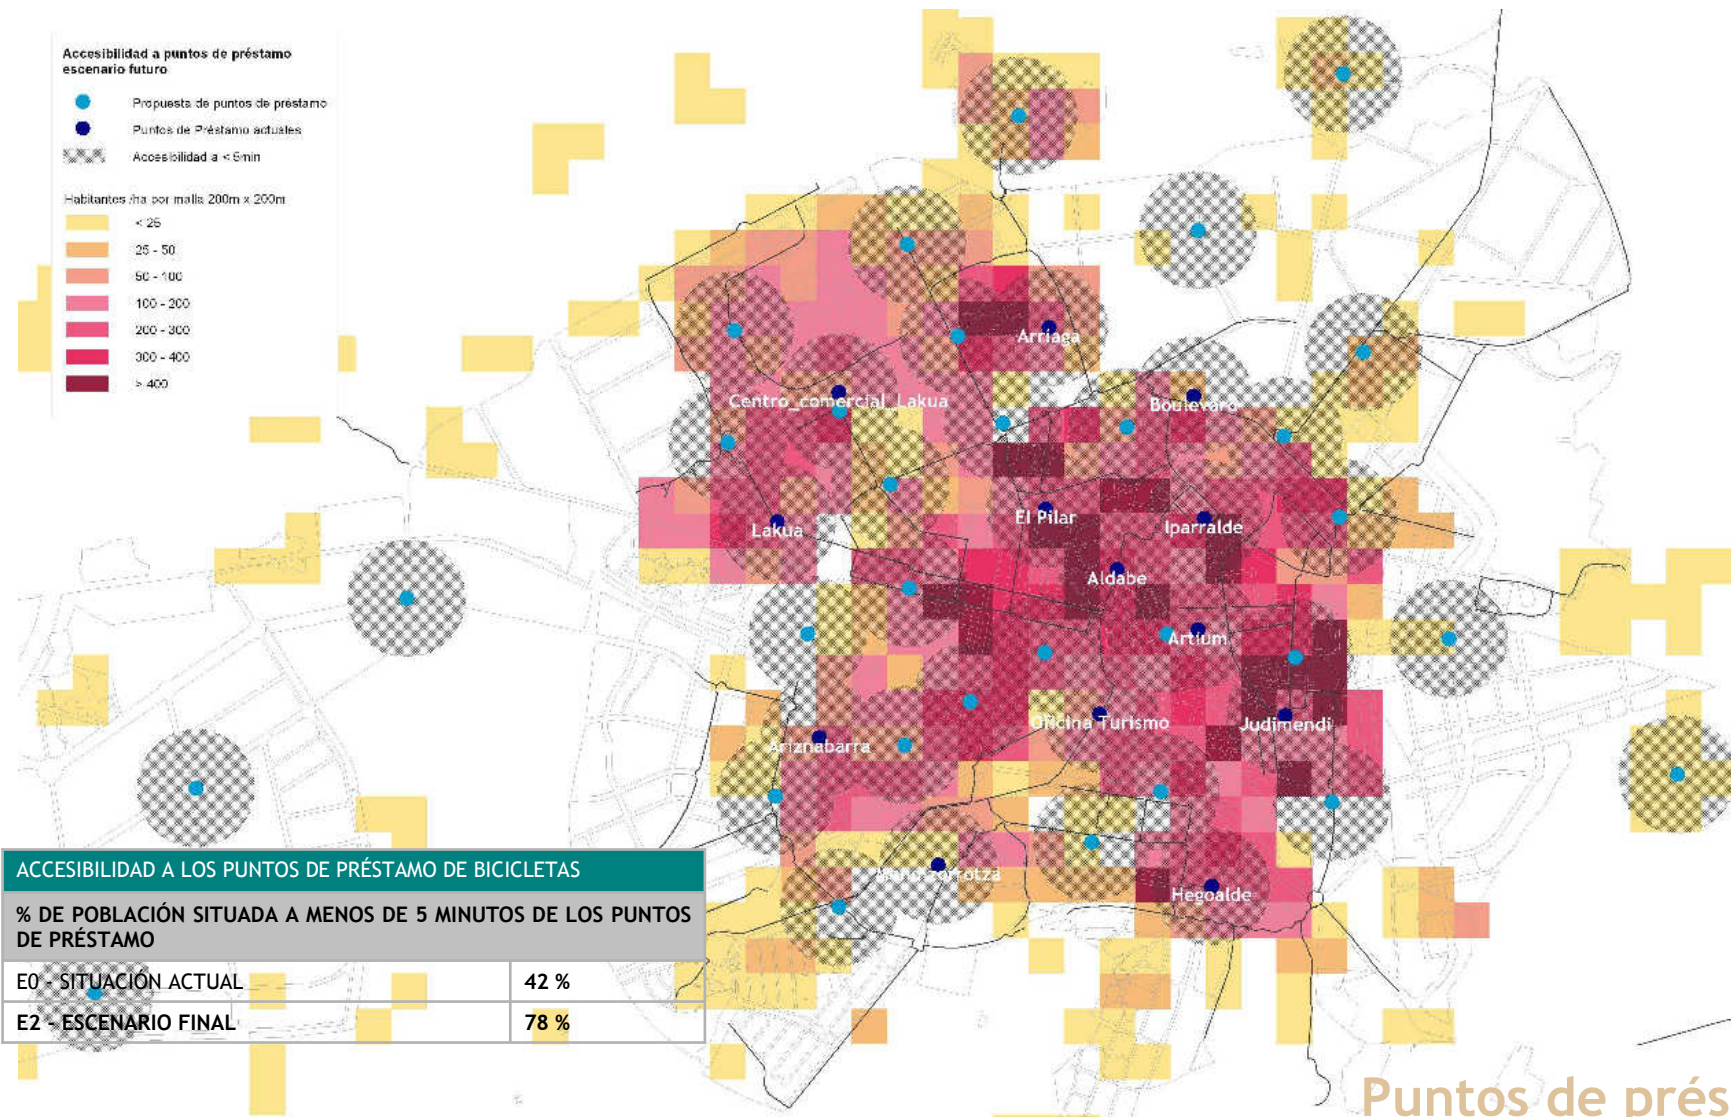 Accesibilidad a puntos de préstamo
escenario futuro
Propuesta de puntos de préstamo
Puntos de Préstamo actuales
Accesibilidad a < 5min
Habitantes /ha por malla 200m x 200m
< 25
25 - 50
50 - 100
100 - 200
200 - 300
300 - 400
> 400
Arriaga
Centro_comercial_Lakua
Boulevard
El Pilar
Lakua
Iparralde
Aldabe
Artium
Oficina Turismo
Judimendi
Ariznabarra
Mendizorrotza
Hegoalde
ACCESIBILIDAD A LOS PUNTOS DE PRÉSTAMO DE BICICLETAS
% DE POBLACIÓN SITUADA A MENOS DE 5 MINUTOS DE LOS PUNTOS
DE PRÉSTAMO
E0 - SITUACIÓN ACTUAL 42 %
E2 - ESCENARIO FINAL 78 %
Puntos de prés